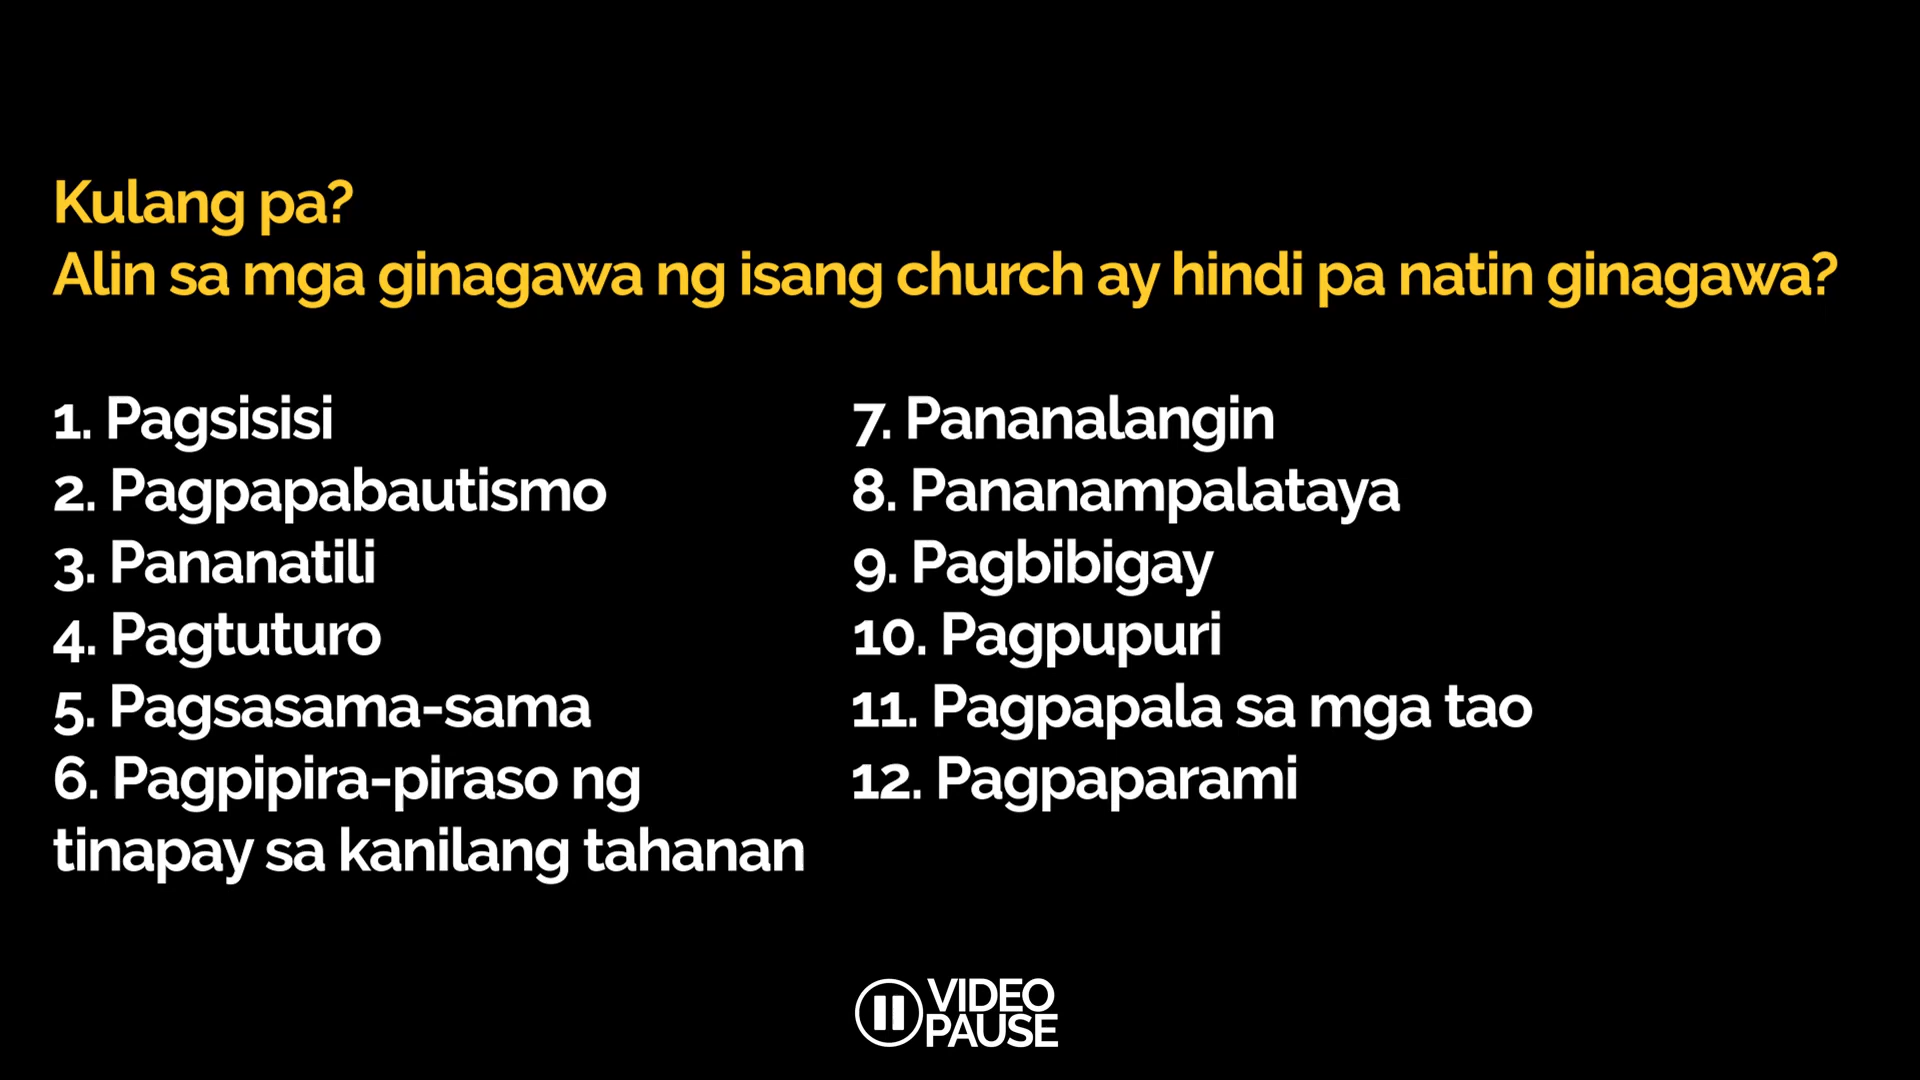 Kulang pa?
Alin sa mga ginagawa ng isang church ay hindi pa natin ginagawa?
1. Pagsisisi
2. Pagpapabautismo
3. Pananatili
4. Pagtuturo
5. Pagsasama-sama
6. Pagpipira-piraso ng
tinapay sa kanilang tahanan
7. Pananalangin
8. Pananampalataya
9. Pagbibigay
10. Pagpupuri
11. Pagpapala sa mga tao
12. Pagpaparami
VIDEO
PAUSE